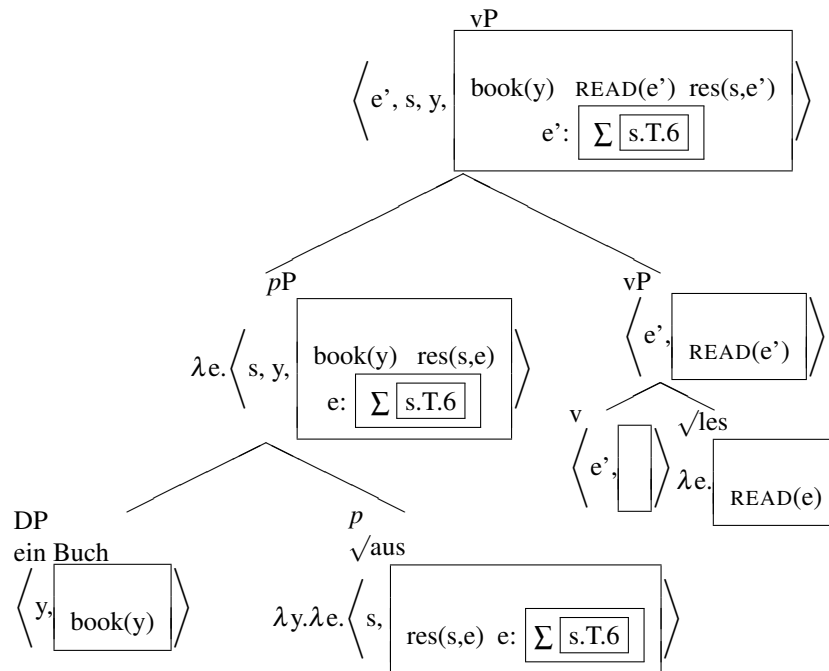 vP
⟨ e’, s, y, book(y) READ(e’) res(s,e’)
e’: Σ s.T.6 ⟩
pP
λe. ⟨ s, y, book(y) res(s,e)
e: Σ s.T.6 ⟩
vP
⟨ e’, READ(e’) ⟩
v
⟨ e’, ⟩
√les
λe. READ(e)
DP
ein Buch
⟨ y, book(y) ⟩
p
√aus
λy.λe. ⟨ s, res(s,e) e: Σ s.T.6 ⟩